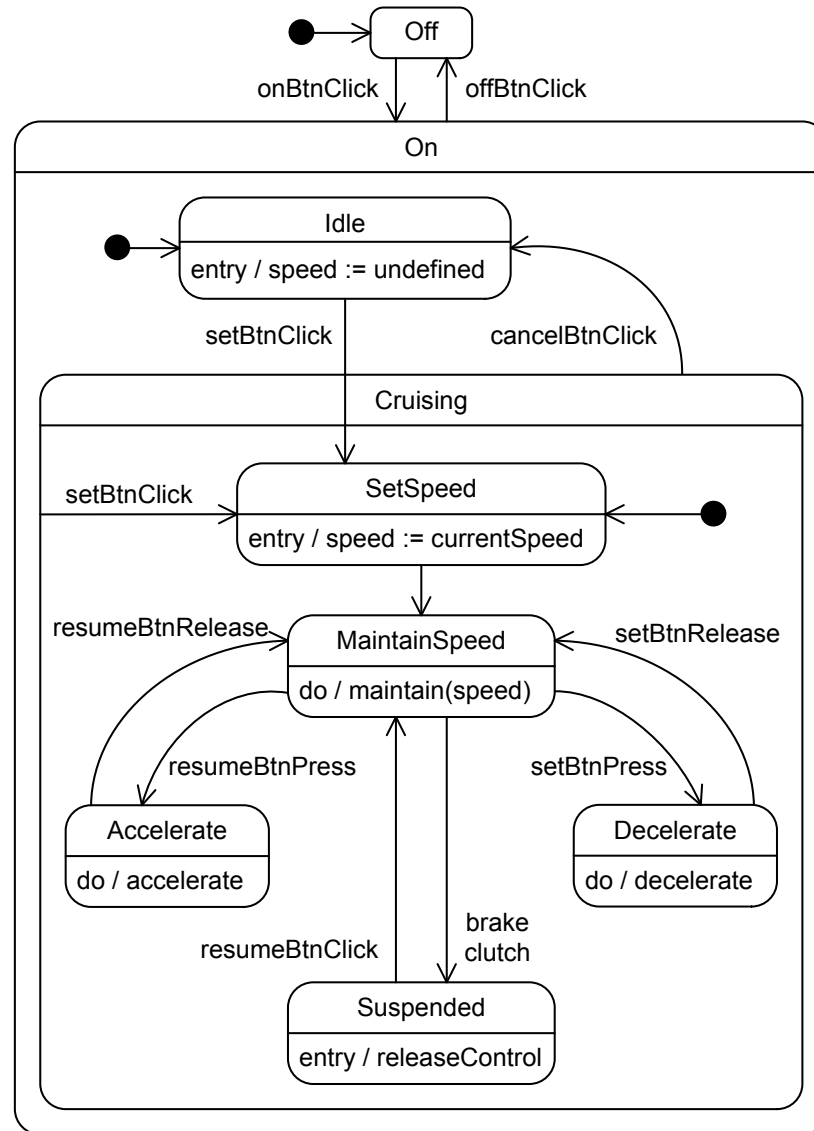 Off
onBtnClick
offBtnClick
On
Idle
entry / speed := undefined
setBtnClick
cancelBtnClick
Cruising
SetSpeed
setBtnClick
entry / speed := currentSpeed
resumeBtnRelease
MaintainSpeed
setBtnRelease
do / maintain(speed)
resumeBtnPress
setBtnPress
Accelerate
Decelerate
do / accelerate
do / decelerate
brake
clutch
resumeBtnClick
Suspended
entry / releaseControl